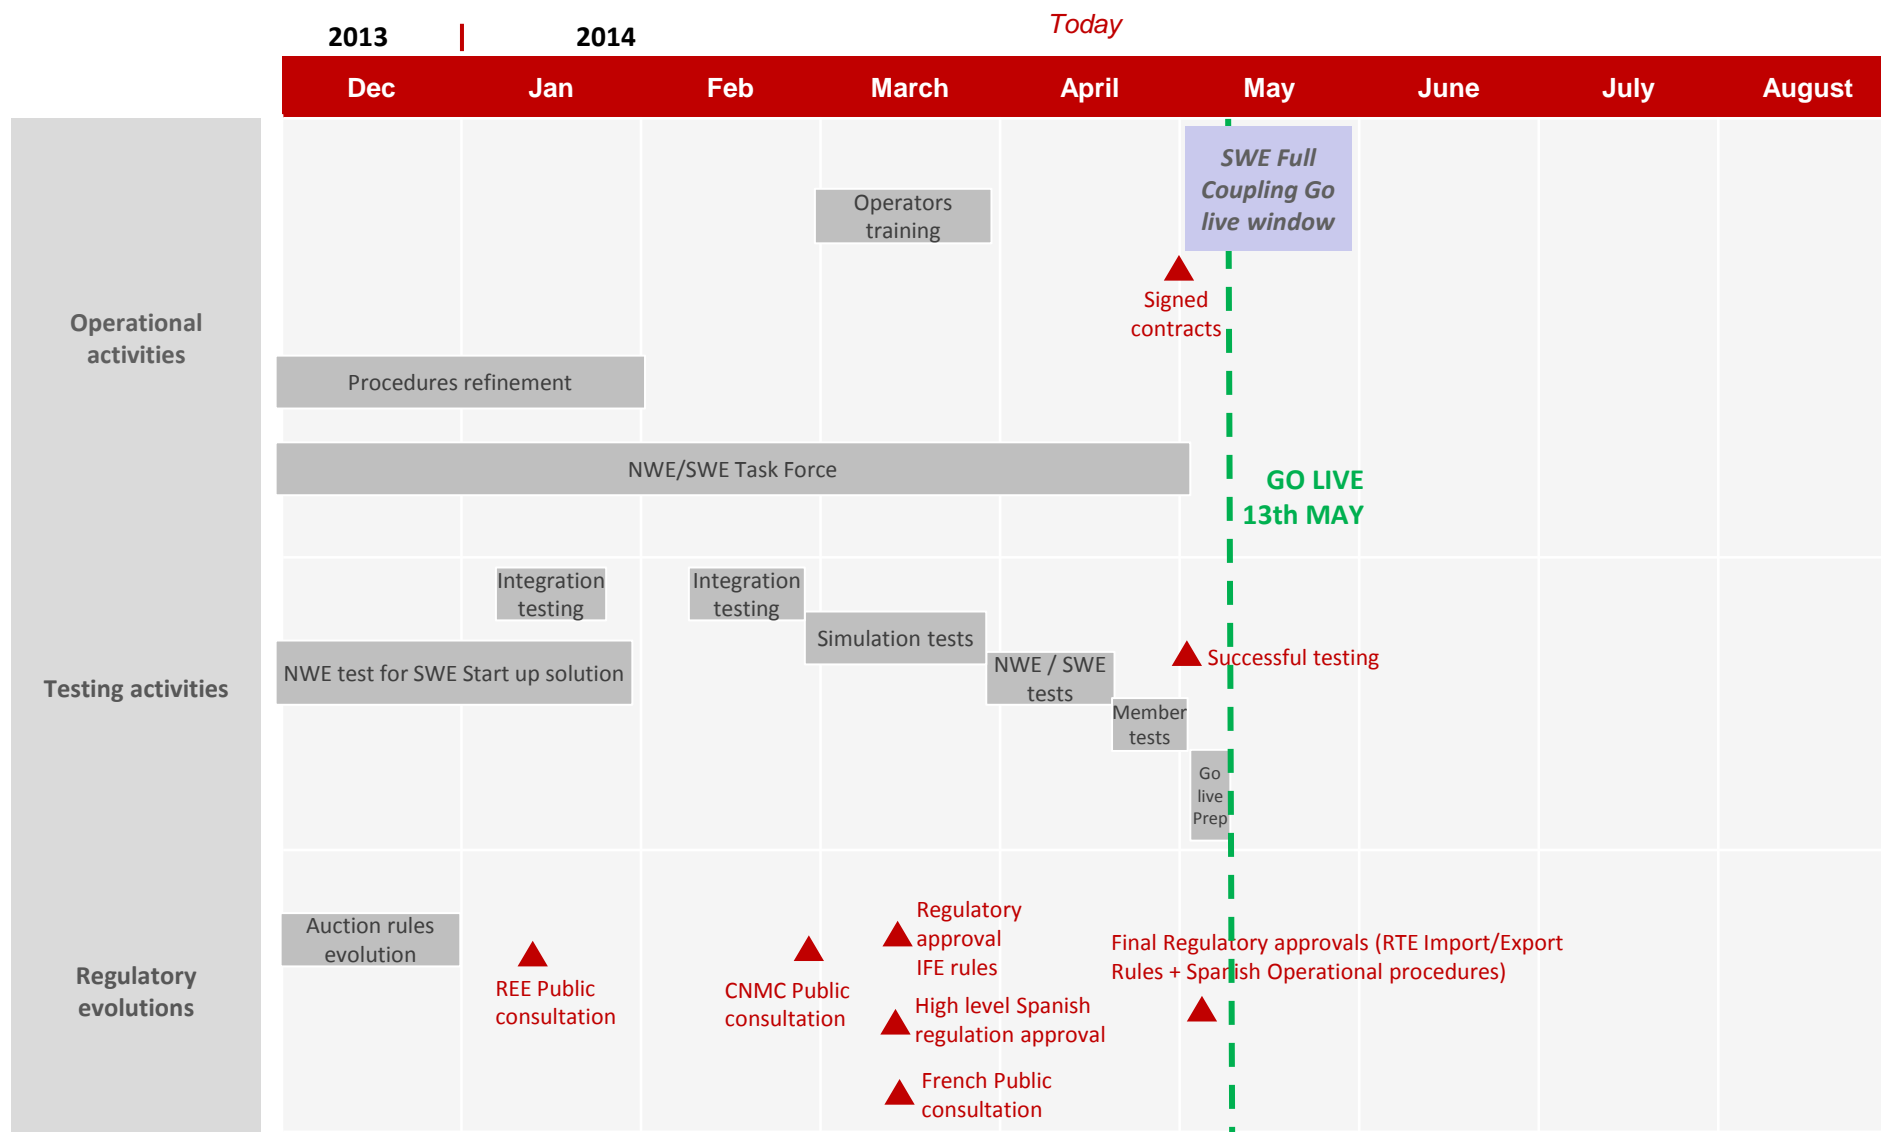 Today
2013
2014
Dec
Jan
Feb
March
April
May
June
July
August
Operational
activities
Operators
training
SWE Full
Coupling Go
live window
Signed
contracts
Procedures refinement
NWE/SWE Task Force
GO LIVE
13th MAY
Testing activities
Integration
testing
Integration
testing
Simulation tests
NWE test for SWE Start up solution
NWE / SWE
tests
Successful testing
Member
tests
Go
live
Prep
Regulatory
evolutions
Auction rules
evolution
REE Public
consultation
CNMC Public
consultation
Regulatory
approval
IFE rules
High level Spanish
regulation approval
French Public
consultation
Final Regulatory approvals (RTE Import/Export
Rules + Spanish Operational procedures)